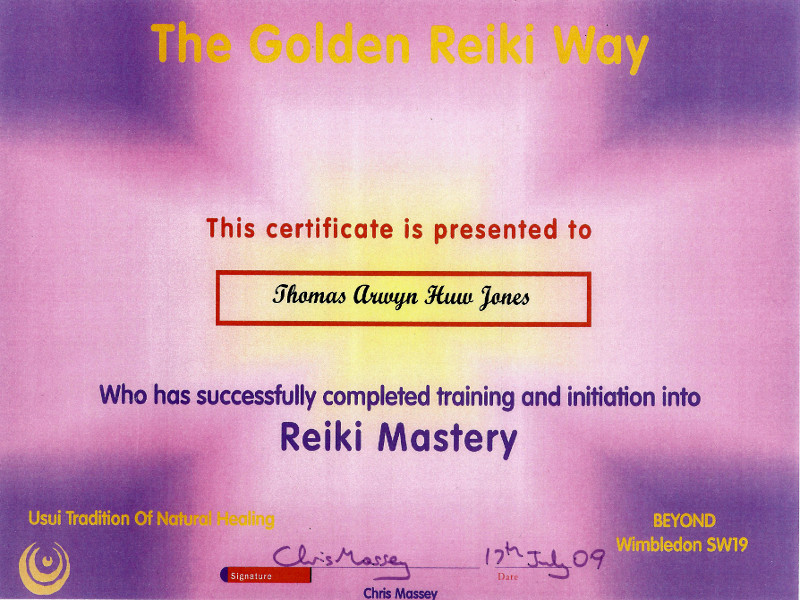 The Golden Reiki Way
This certificate is presented to
Thomas Arwyn Huw Jones
Who has successfully completed training and initiation into
Reiki Mastery
Usui Tradition Of Natural Healing
BEYOND
Wimbledon SW19
Chris Massey 17th July 09
Signature Date
Chris Massey